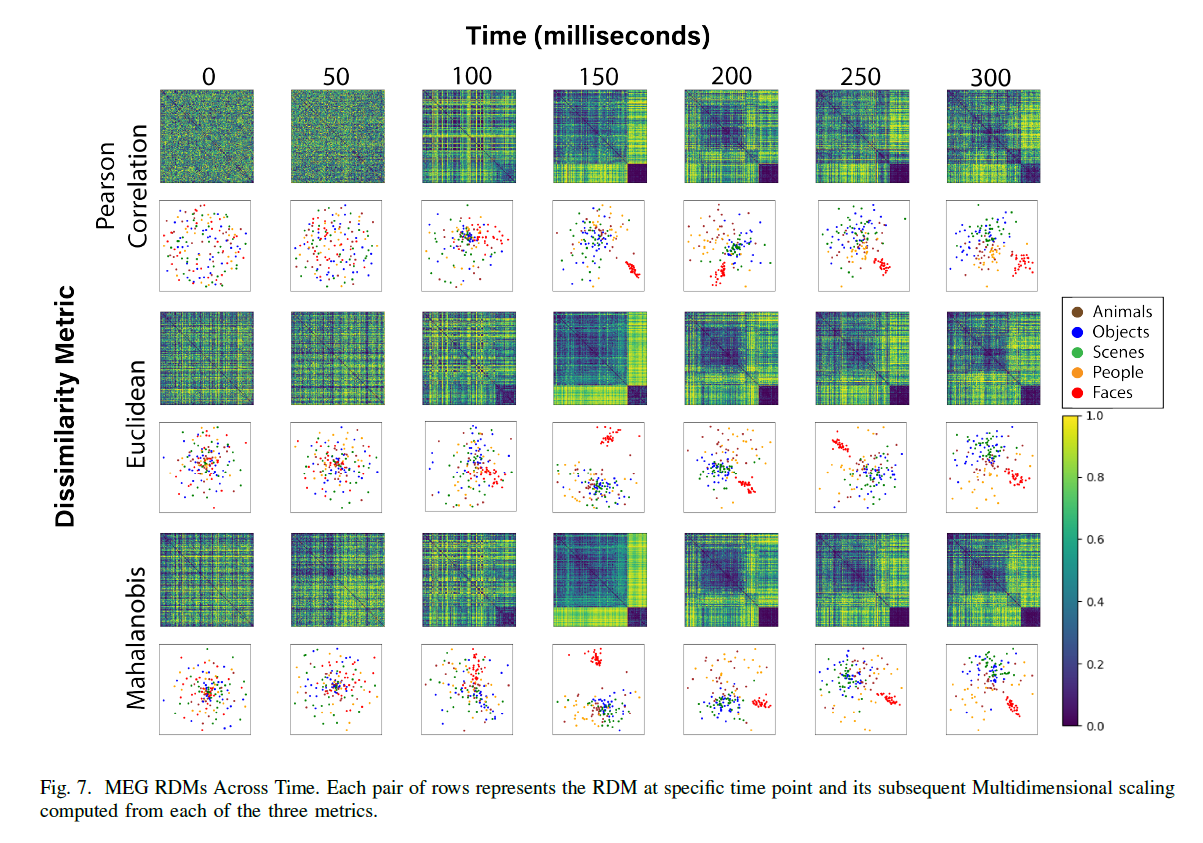 Time (milliseconds)
0 50 100 150 200 250 300
Dissimilarity Metric
Pearson
Correlation
Euclidean
Mahalanobis
Animals
Objects
Scenes
People
Faces
1.0
0.8
0.6
0.4
0.2
0.0
Fig. 7. MEG RDMs Across Time. Each pair of rows represents the RDM at specific time point and its subsequent Multidimensional scaling
computed from each of the three metrics.